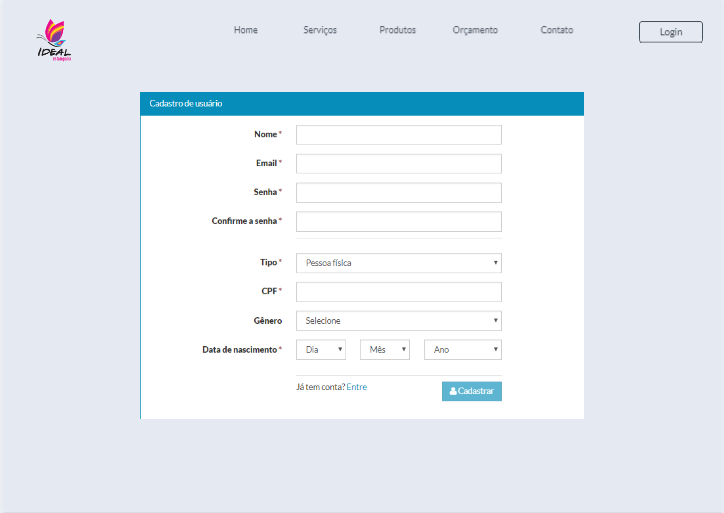 IDEAL
Home
Serviços
Produtos
Orçamento
Contato
Login
Cadastro de usuário
Nome *
Email *
Senha *
Confirme a senha *
Tipo *
Pessoa física
CPF *
Gênero
Selecione
Data de nascimento *
Dia
Mês
Ano
Já tem conta? Entre
Cadastrar